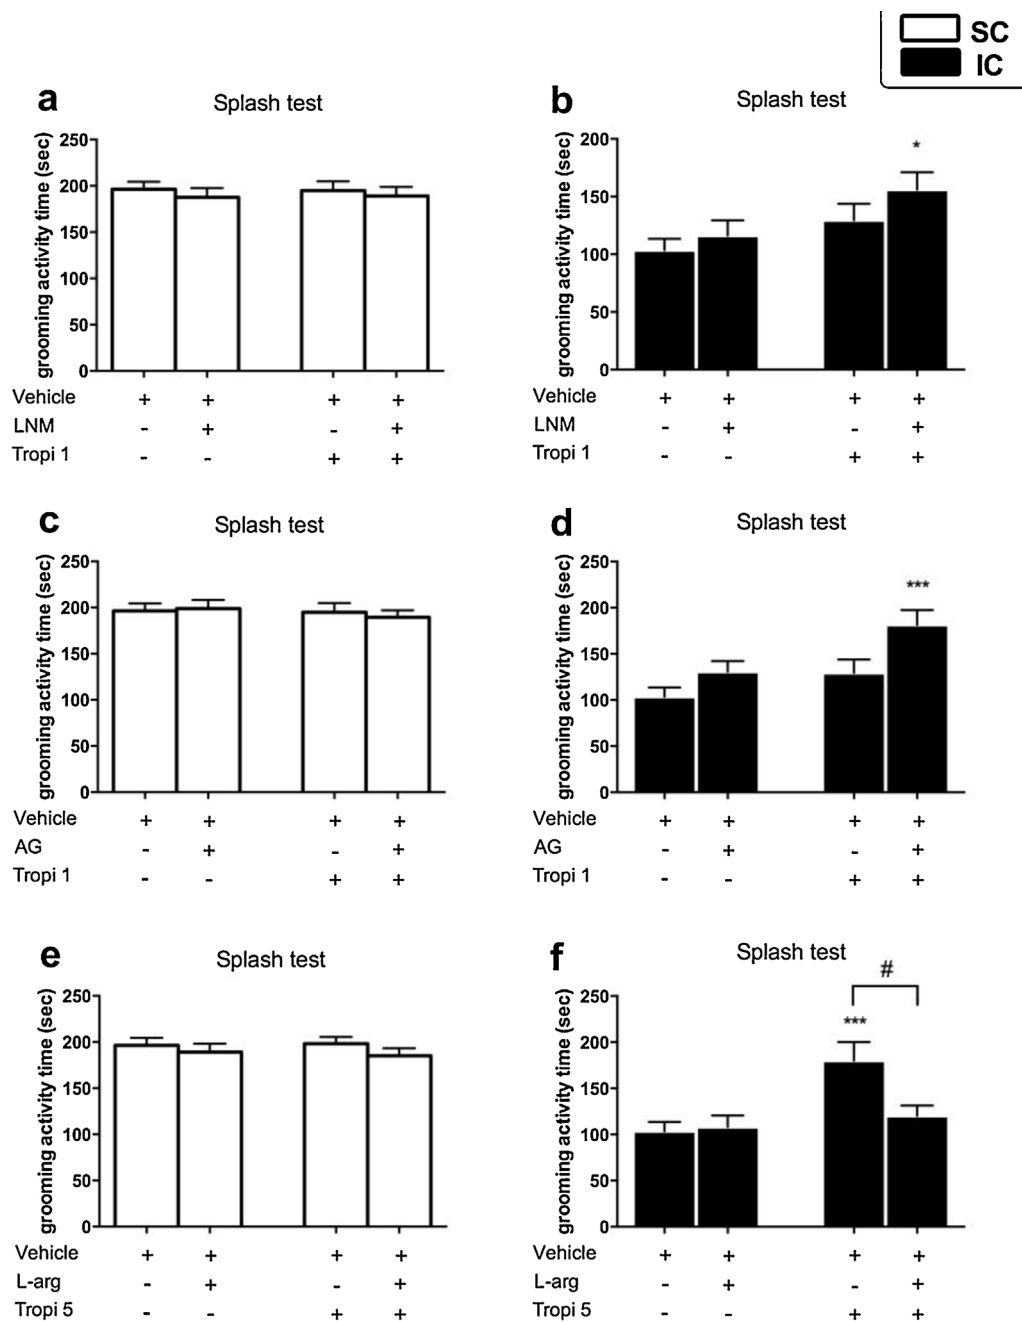 SC
IC
a
Splash test
grooming activity time (sec)
250
200
150
100
50
0
Vehicle + + + +
LNM - + - +
Tropi 1 - - + +
b
Splash test
grooming activity time (sec)
200
150
100
50
0
*
Vehicle + + + +
LNM - + - +
Tropi 1 - - + +
c
Splash test
grooming activity time (sec)
250
200
150
100
50
0
Vehicle + + + +
AG - + - +
Tropi 1 - - + +
d
Splash test
grooming activity time (sec)
250
200
150
100
50
0
***
Vehicle + + + +
AG - + - +
Tropi 1 - - + +
e
Splash test
grooming activity time (sec)
250
200
150
100
50
0
Vehicle + + + +
L-arg - + - +
Tropi 5 - - + +
f
Splash test
grooming activity time (sec)
250
200
150
100
50
0
#
***
Vehicle + + + +
L-arg - + - +
Tropi 5 - - + +